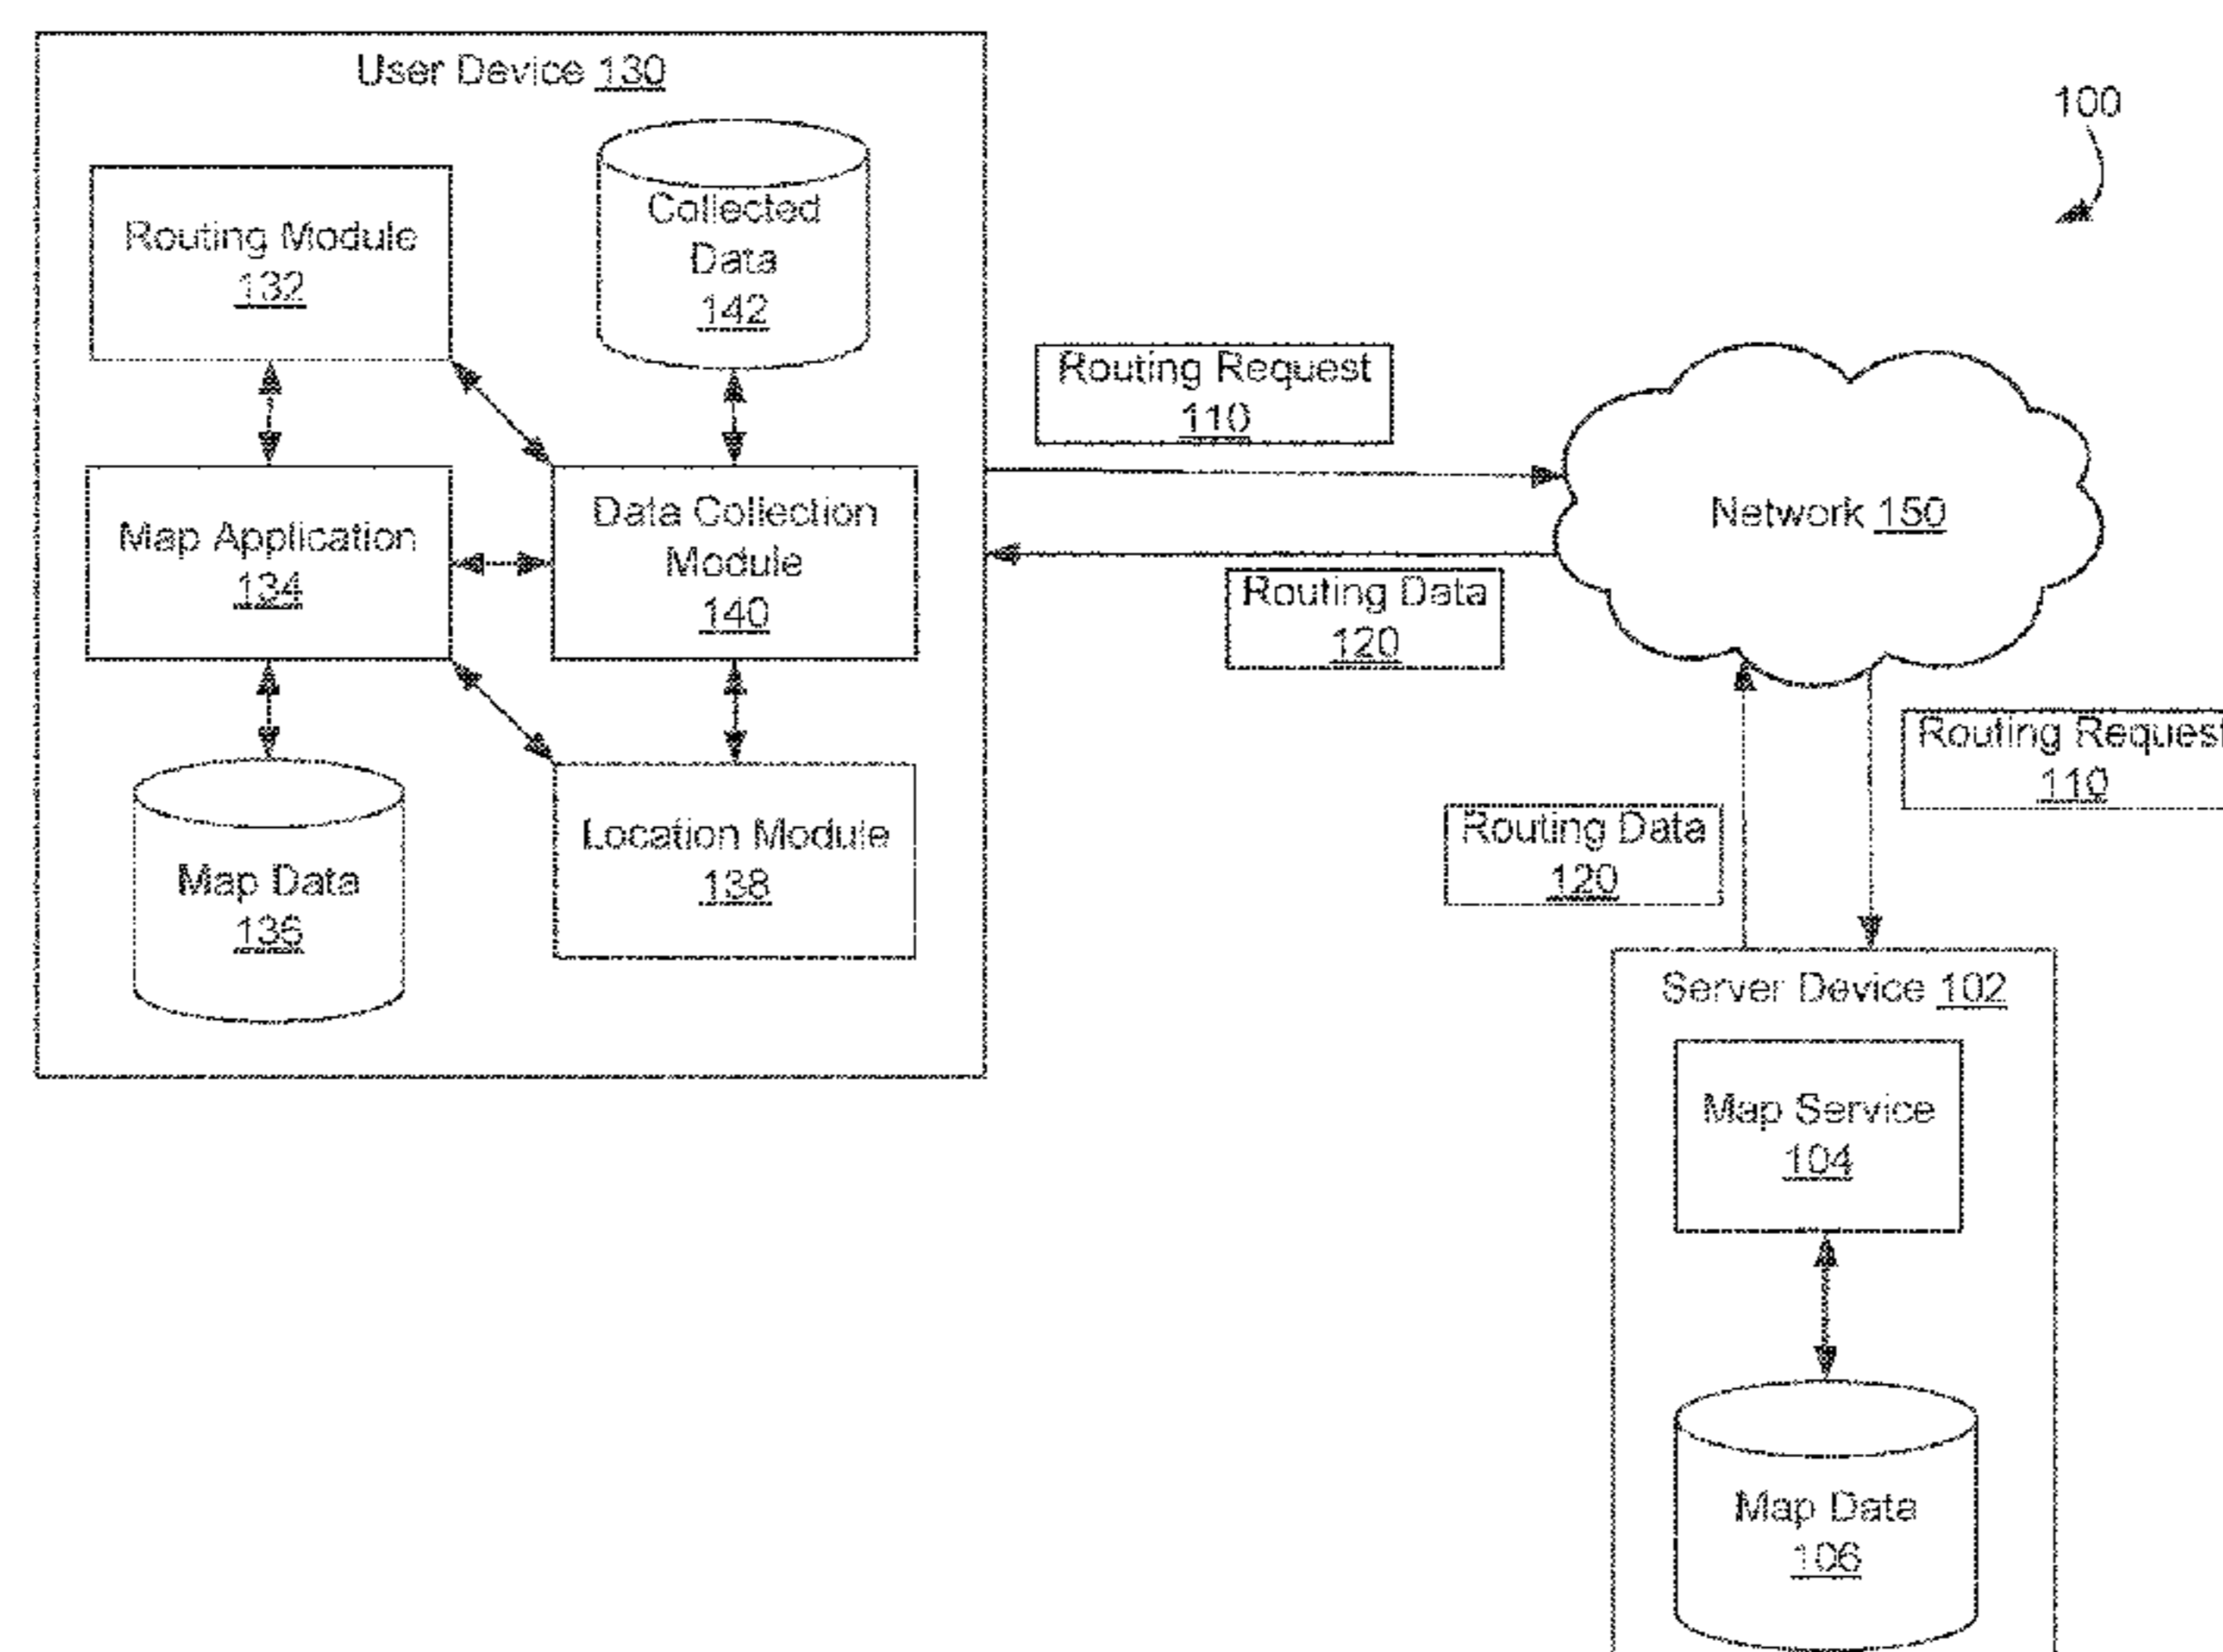 User Device 130
100
Routing Module
132
Collected
Data
142
Routing Request
110
Map Application
134
Data Collection
Module
140
Network 150
Routing Data
120
Routing Request
110
Map Data
136
Location Module
138
Routing Data
120
Server Device 102
Map Service
104
Map Data
106